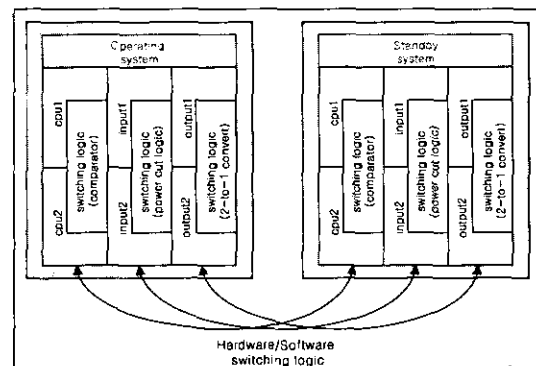 Operating
system
cpu1
cpu2
switching logic
(comparator)
input1
input2
switching logic
(power cut logic)
output1
output2
switching logic
(2-to-1 convert)
Standby
system
cpu1
cpu2
switching logic
(comparator)
input1
input2
switching logic
(power cut logic)
output1
output2
switching logic
(2-to-1 convert)
Hardware/Software
switching logic